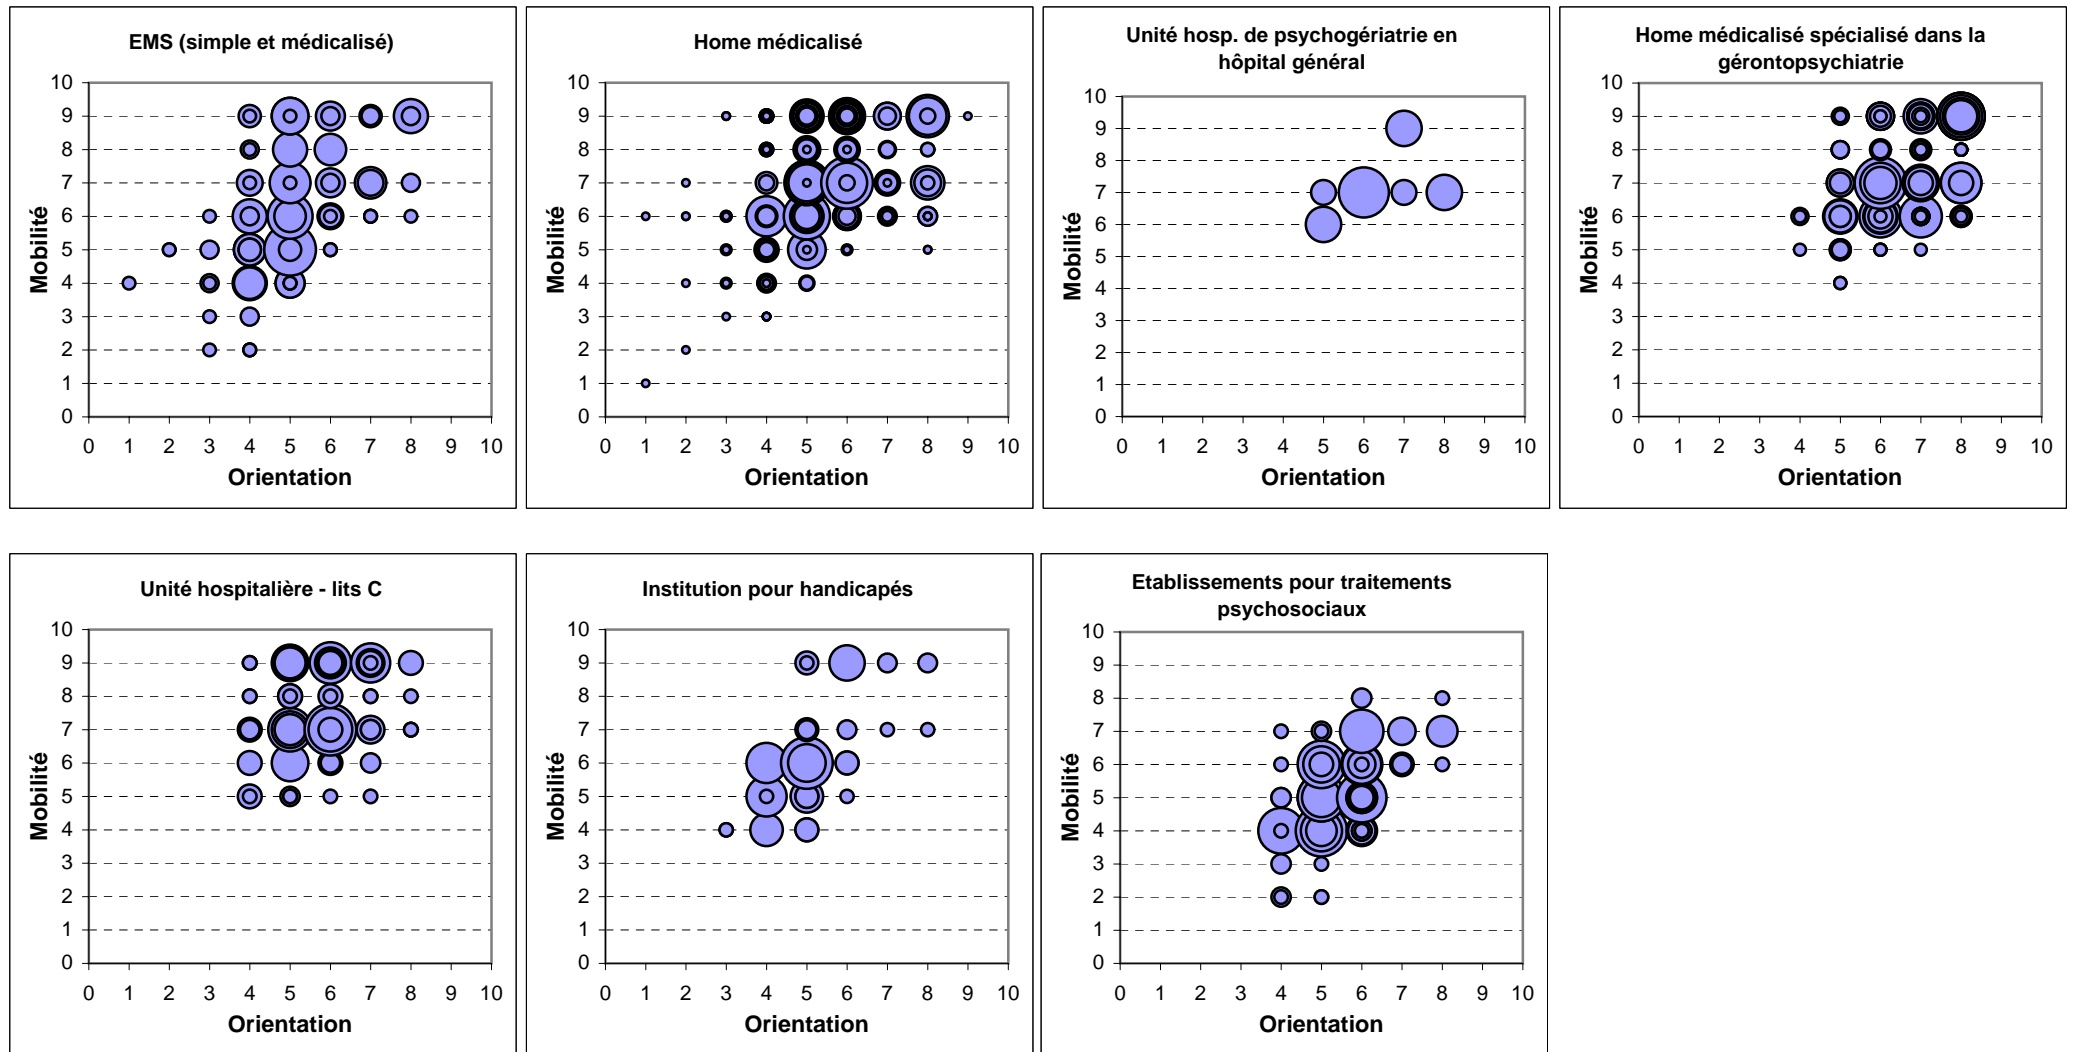 EMS (simple et médicalisé)
10
9
8
7
6
5
4
3
2
1
0
Mobilité
0 1 2 3 4 5 6 7 8 9 10
Orientation
Home médicalisé
10
9
8
7
6
5
4
3
2
1
0
Mobilité
0 1 2 3 4 5 6 7 8 9 10
Orientation
Unité hosp. de psychogériatrie en
hôpital général
10
9
8
7
6
5
4
3
2
1
0
Mobilité
0 1 2 3 4 5 6 7 8 9 10
Orientation
Home médicalisé spécialisé dans la
gérontopsychiatrie
10
9
8
7
6
5
4
3
2
1
0
Mobilité
0 1 2 3 4 5 6 7 8 9 10
Orientation
Unité hospitalière - lits C
10
9
8
7
6
5
4
3
2
1
0
Mobilité
0 1 2 3 4 5 6 7 8 9 10
Orientation
Institution pour handicapés
10
9
8
7
6
5
4
3
2
1
0
Mobilité
0 1 2 3 4 5 6 7 8 9 10
Orientation
Etablissements pour traitements
psychosociaux
10
9
8
7
6
5
4
3
2
1
0
Mobilité
0 1 2 3 4 5 6 7 8 9 10
Orientation